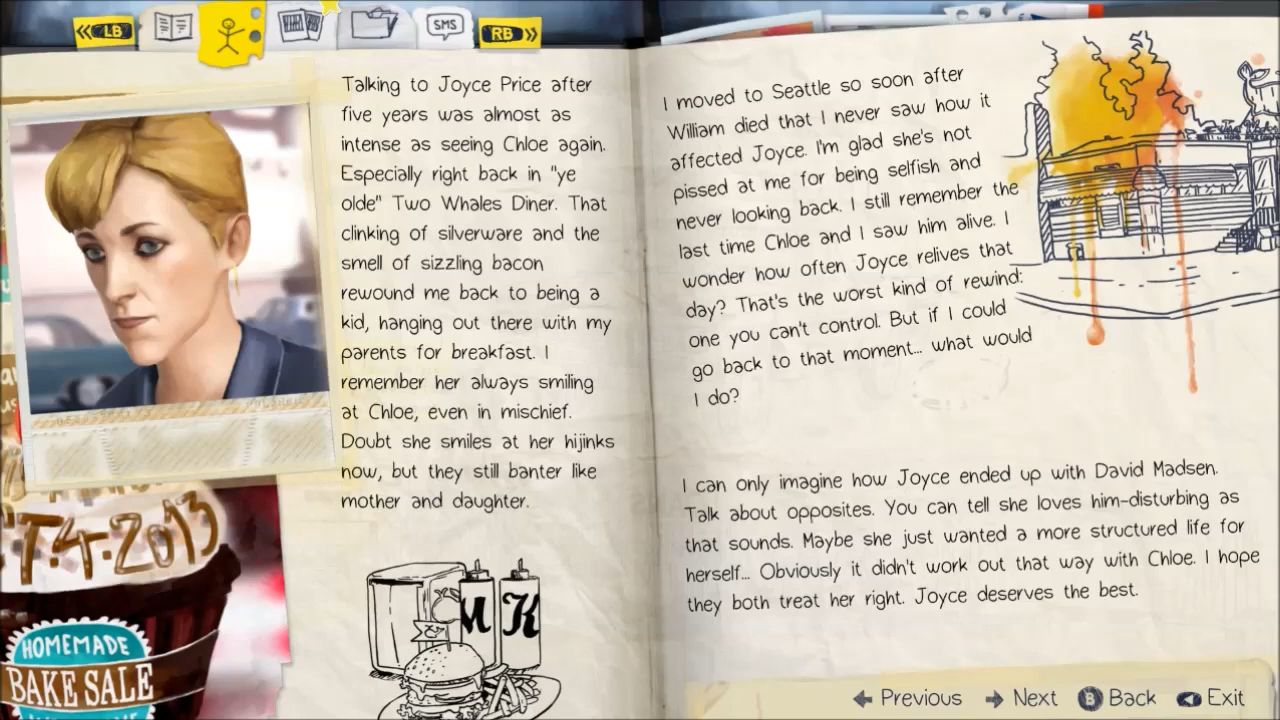 LB
SMS
RB
Talking to Joyce Price after
five years was almost as
intense as seeing Chloe again.
Especially right back in "ye
olde" Two Whales Diner. That
clinking of silverware and the
smell of sizzling bacon
rewound me back to being a
kid, hanging out there with my
parents for breakfast. I
remember her always smiling
at Chloe, even in mischief.
Doubt she smiles at her hijinks
now, but they still banter like
mother and daughter.
T.4.2013
HOMEMADE
BAKE SALE
M K
I moved to Seattle so soon after
William died that I never saw how it
affected Joyce. I'm glad she's not
pissed at me for being selfish and
never looking back. I still remember the
last time Chloe and I saw him alive. I
wonder how often Joyce relives that
day? That's the worst kind of rewind:
one you can't control. But if I could
go back to that moment... what would
I do?
I can only imagine how Joyce ended up with David Madsen.
Talk about opposites. You can tell she loves him-disturbing as
that sounds. Maybe she just wanted a more structured life for
herself... Obviously it didn't work out that way with Chloe. I hope
they both treat her right. Joyce deserves the best.
Previous Next B Back Exit